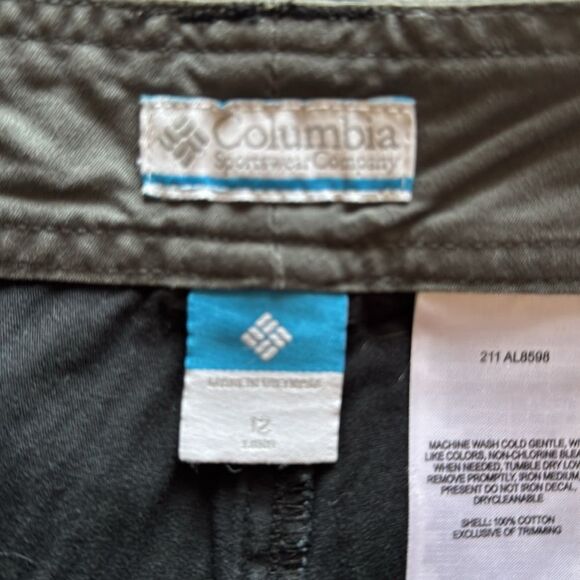 Columbia
Sportswear Company
12
211 AL8598
MACHINE WASH COLD GENTLE, W
LIKE COLORS, NON-CHLORINE BLEA
WHEN NEEDED, TUMBLE DRY LOW
REMOVE PROMPTLY, IRON MEDIUM,
PRESENT DO NOT IRON DECAL,
DRYCLEANABLE
SHELL: 100% COTTON
EXCLUSIVE OF TRIMMING